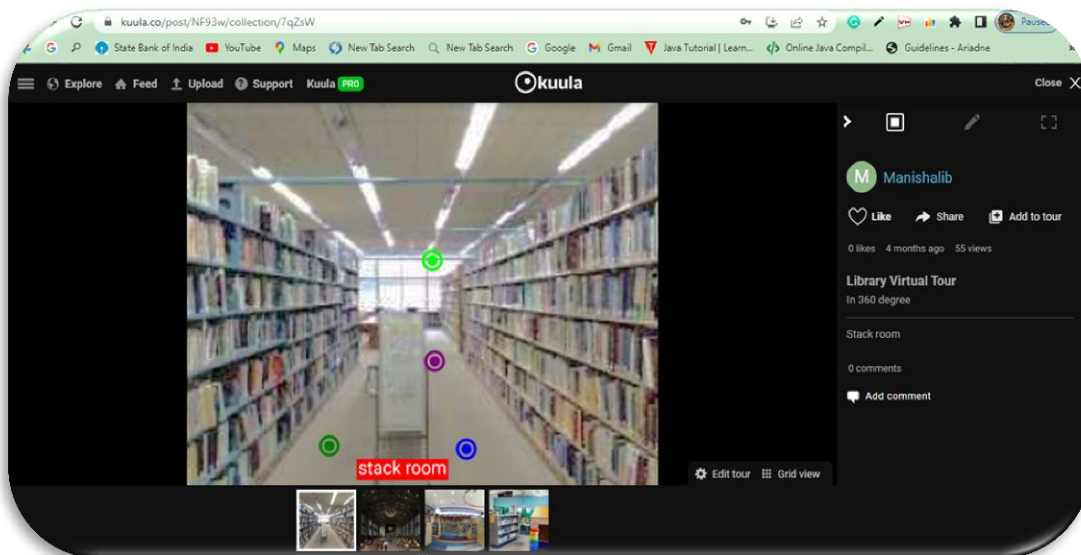 kuula.co/post/NF93w/collection/7qZsW
Paused
State Bank of India YouTube Maps New Tab Search New Tab Search Google Gmail Java Tutorial | Learn... Online Java Compil... Guidelines - Ariadne
Explore Feed Upload Support Kuula PRO
kuula
Close X
M Manishalib
Like Share Add to tour
0 likes 4 months ago 55 views
Library Virtual Tour
In 360 degree
Stack room
0 comments
Add comment
stack room
Edit tour Grid view